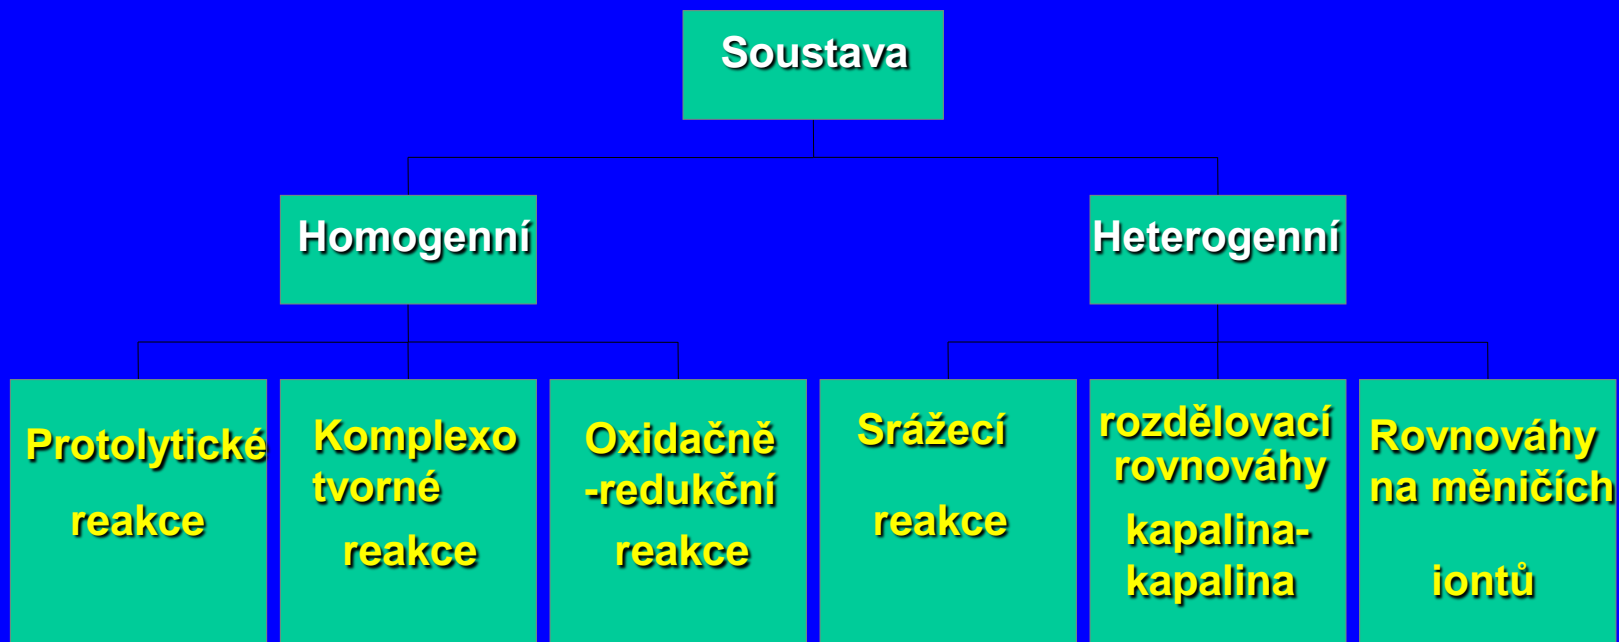 Soustava
Homogenní
Heterogenní
Protolytické
reakce
Komplexo
tvorné
reakce
Oxidačně
-redukční
reakce
Srážecí
reakce
rozdělovací
rovnováhy
kapalina-
kapalina
Rovnováhy
na měničích
iontů